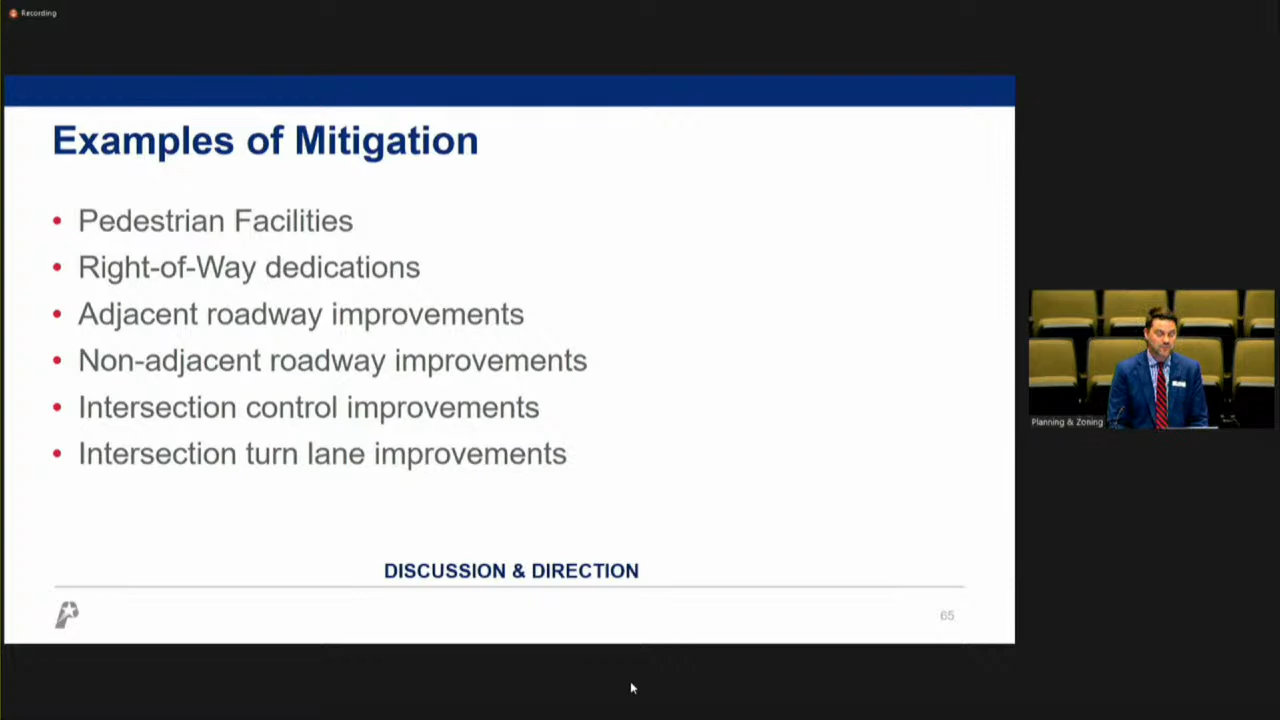 Recording
Examples of Mitigation
• Pedestrian Facilities
• Right-of-Way dedications
• Adjacent roadway improvements
• Non-adjacent roadway improvements
• Intersection control improvements
• Intersection turn lane improvements
DISCUSSION & DIRECTION
65
Planning & Zoning